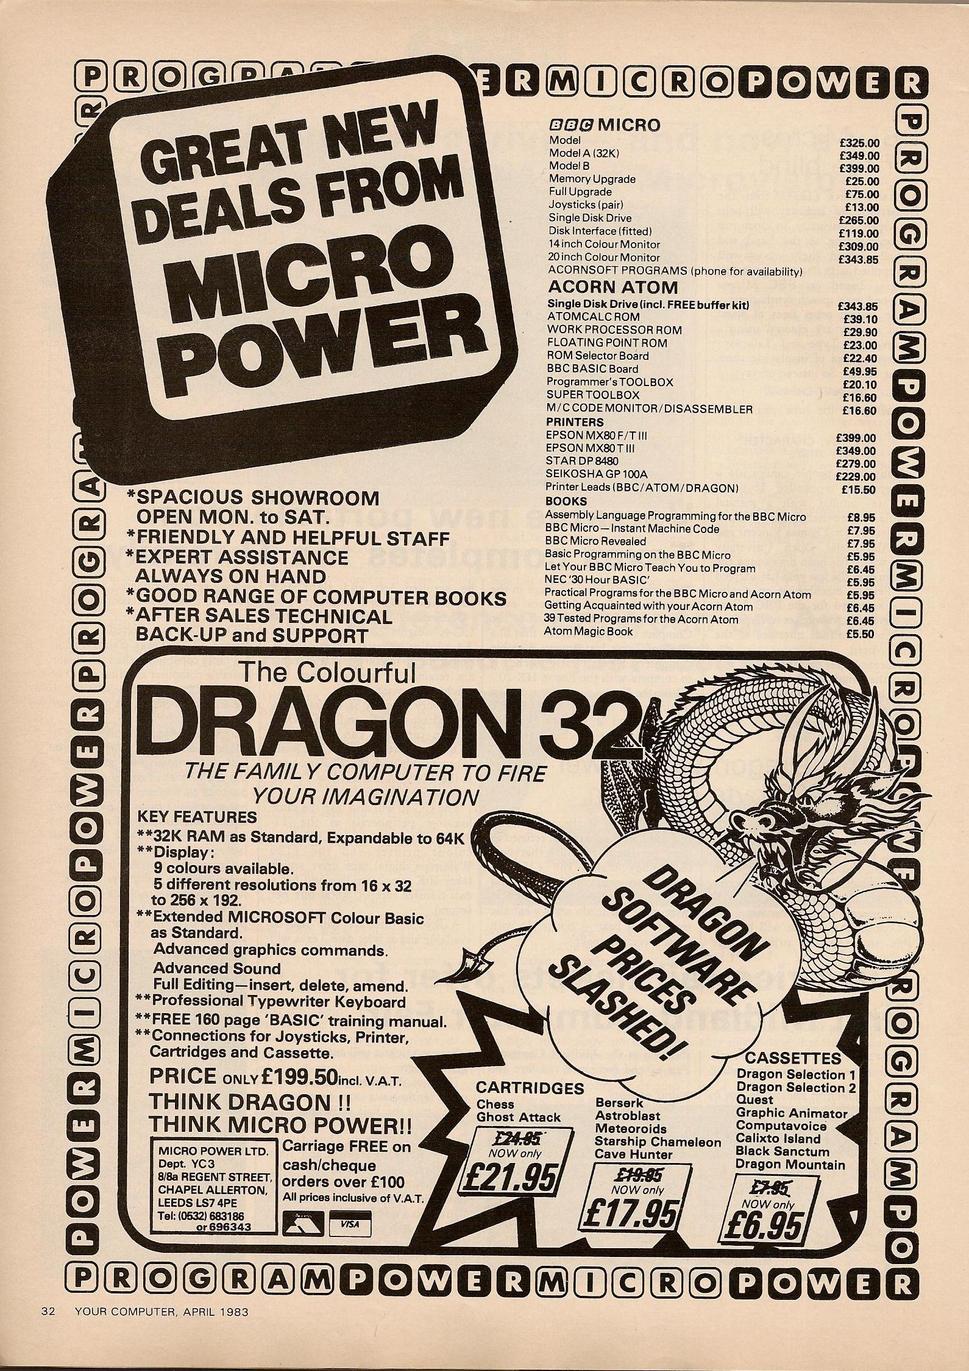 PROGRAMPOWERMICROPOWER
GREAT NEW
DEALS FROM
MICRO
POWER
*SPACIOUS SHOWROOM
OPEN MON. to SAT.
*FRIENDLY AND HELPFUL STAFF
*EXPERT ASSISTANCE
ALWAYS ON HAND
*GOOD RANGE OF COMPUTER BOOKS
*AFTER SALES TECHNICAL
BACK-UP and SUPPORT
BBC MICRO
Model £325.00
Model A (32K) £349.00
Model B £399.00
Memory Upgrade £25.00
Full Upgrade £75.00
Joysticks (pair) £13.00
Single Disk Drive £265.00
Disk Interface (fitted) £119.00
14 inch Colour Monitor £309.00
20 inch Colour Monitor £343.85
ACORNSOFT PROGRAMS (phone for availability)
ACORN ATOM
Single Disk Drive (incl. FREE buffer kit) £343.85
ATOMCALC ROM £39.10
WORK PROCESSOR ROM £29.90
FLOATING POINT ROM £23.00
ROM Selector Board £22.40
BBC BASIC Board £49.95
Programmer's TOOLBOX £20.10
SUPER TOOLBOX £16.60
M/C CODE MONITOR/DISASSEMBLER £16.60
PRINTERS
EPSON MX80 F/T III £399.00
EPSON MX80 T III £349.00
STAR DP 8480 £279.00
SEIKOSHA GP 100A £229.00
Printer Leads (BBC/ATOM/DRAGON) £15.50
BOOKS
Assembly Language Programming for the BBC Micro £8.95
BBC Micro — Instant Machine Code £7.95
BBC Micro Revealed £7.95
Basic Programming on the BBC Micro £5.95
Let Your BBC Micro Teach You to Program £6.45
NEC '30 Hour BASIC' £5.95
Practical Programs for the BBC Micro and Acorn Atom £5.95
Getting Acquainted with your Acorn Atom £6.45
39 Tested Programs for the Acorn Atom £6.45
Atom Magic Book £5.50
The Colourful
DRAGON 32
THE FAMILY COMPUTER TO FIRE
YOUR IMAGINATION
KEY FEATURES
**32K RAM as Standard, Expandable to 64K
**Display:
9 colours available.
5 different resolutions from 16 x 32
to 256 x 192.
**Extended MICROSOFT Colour Basic
as Standard.
Advanced graphics commands.
Advanced Sound
Full Editing—insert, delete, amend.
**Professional Typewriter Keyboard
**FREE 160 page 'BASIC' training manual.
**Connections for Joysticks, Printer,
Cartridges and Cassette.
PRICE ONLY £199.50 incl. V.A.T.
THINK DRAGON !!
THINK MICRO POWER!!
MICRO POWER LTD.
Dept. YC3
8/8a REGENT STREET,
CHAPEL ALLERTON,
LEEDS LS7 4PE
Tel: (0532) 683186
or 696343
Carriage FREE on
cash/cheque
orders over £100
All prices inclusive of V.A.T.
VISA
DRAGON
SOFTWARE
PRICES
SLASHED!
CARTRIDGES
Chess
Ghost Attack
£24.95
NOW only
£21.95
Berserk
Astroblast
Meteoroids
Starship Chameleon
Cave Hunter
£19.95
NOW only
£17.95
CASSETTES
Dragon Selection 1
Dragon Selection 2
Quest
Graphic Animator
Computavoice
Calixto Island
Black Sanctum
Dragon Mountain
£7.95
NOW only
£6.95
PROGRAMPOWERMICROPOWER
32 YOUR COMPUTER, APRIL 1983